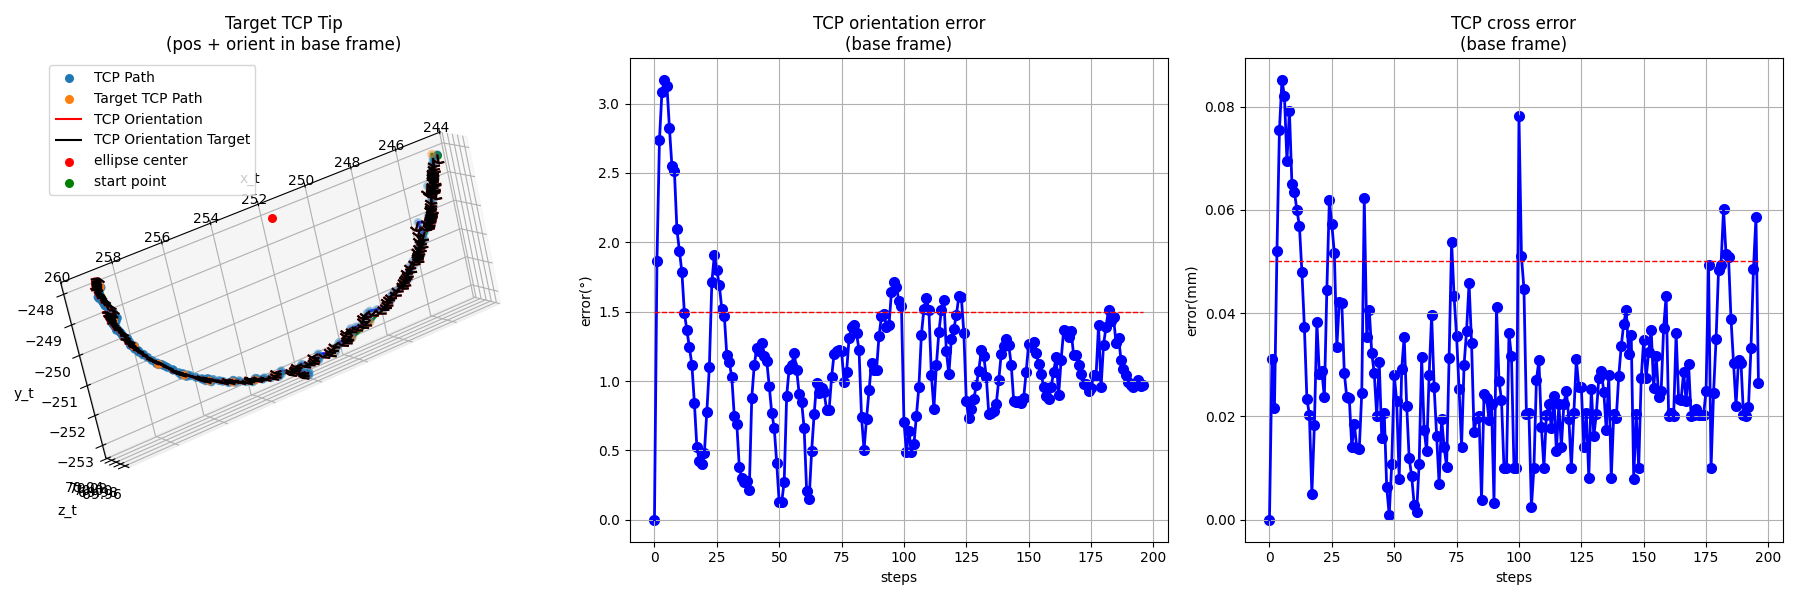 Target TCP Tip
(pos + orient in base frame)
TCP Path
Target TCP Path
TCP Orientation
TCP Orientation Target
ellipse center
start point
x_t
244
246
248
250
252
254
256
258
260
−248
−249
−250
−251
−252
−253
y_t
z_t
TCP orientation error
(base frame)
error(°)
3.0
2.5
2.0
1.5
1.0
0.5
0.0
0 25 50 75 100 125 150 175 200
steps
TCP cross error
(base frame)
error(mm)
0.08
0.06
0.04
0.02
0.00
0 25 50 75 100 125 150 175 200
steps